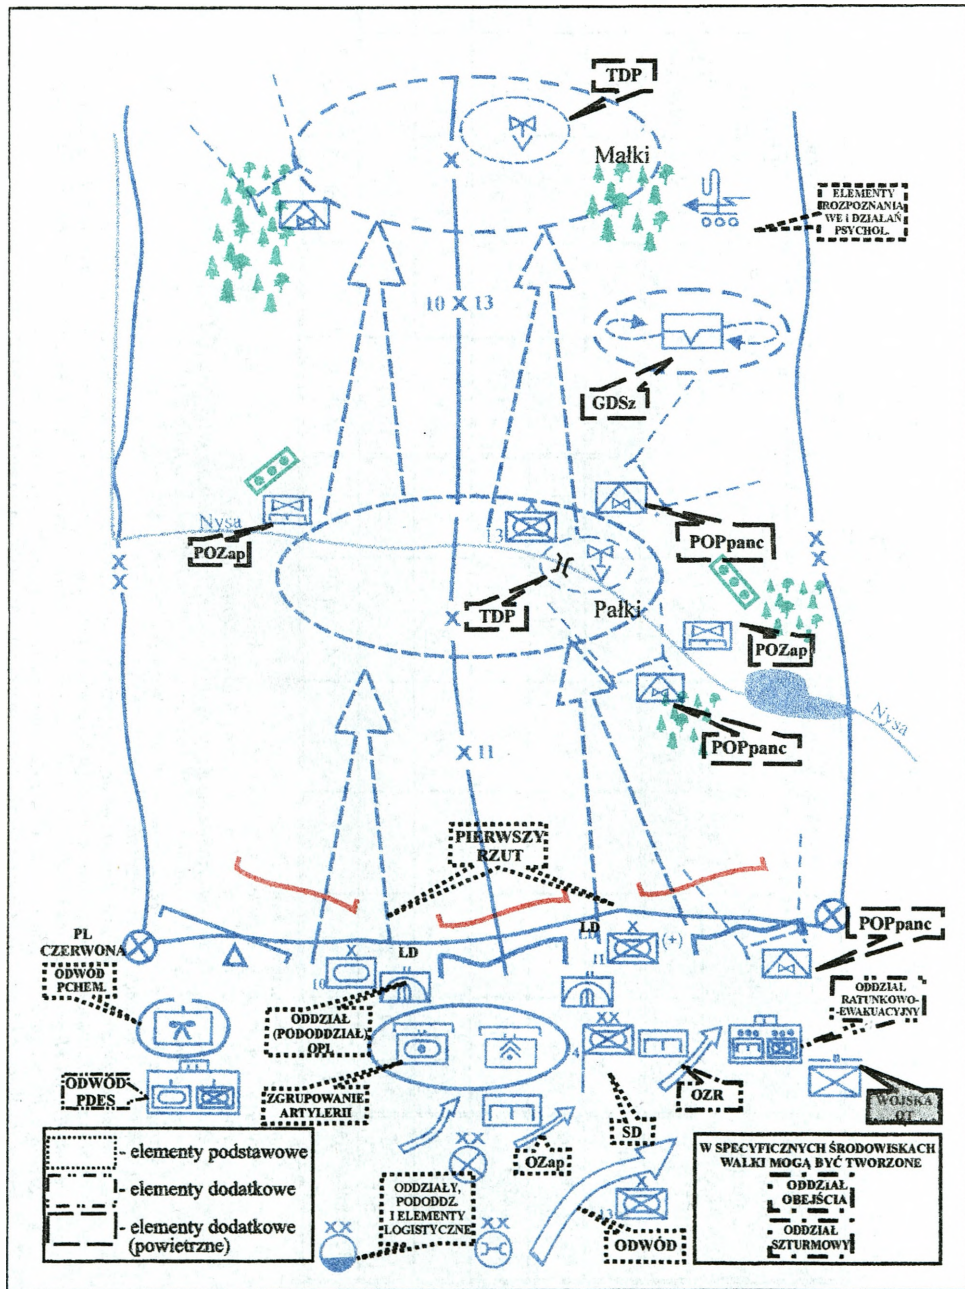 TDP
Małki
ELEMENTY
ROZPOZNANIA
WE i DZIAŁAŃ
PSYCHOL.
10 X 13
GDSz
Nysa
POZap
13
POPpanc
TDP
Pałki
POZap
POPpanc
Nysa
X 11
PIERWSZY
RZUT
PL
CZERWONA
LD
LD
(+)
POPpanc
ODWÓD
PCHEM.
10
11
ODDZIAŁ
(PODODDZIAŁ)
OPL
ODDZIAŁ
RATUNKOWO-
-EWAKUACYJNY
ODWÓD
PDES
ZGRUPOWANIE
ARTYLERII
4
SD
OZR
WOJSKA
OT
OZap
- elementy podstawowe
- elementy dodatkowe
- elementy dodatkowe
(powietrzne)
ODDZIAŁY,
PODODDZ.
I ELEMENTY
LOGISTYCZNE
13
ODWÓD
W SPECYFICZNYCH ŚRODOWISKACH
WALKI MOGĄ BYĆ TWORZONE
ODDZIAŁ
OBEJŚCIA
ODDZIAŁ
SZTURMOWY